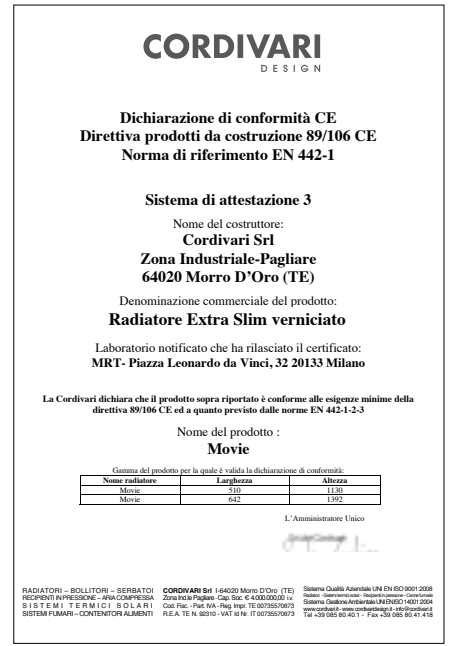 CORDIVARI
DESIGN
Dichiarazione di conformità CE
Direttiva prodotti da costruzione 89/106 CE
Norma di riferimento EN 442-1
Sistema di attestazione 3
Nome del costruttore:
Cordivari Srl
Zona Industriale-Pagliare
64020 Morro D'Oro (TE)
Denominazione commerciale del prodotto:
Radiatore Extra Slim verniciato
Laboratorio notificato che ha rilasciato il certificato:
MRT- Piazza Leonardo da Vinci, 32 20133 Milano
La Cordivari dichiara che il prodotto sopra riportato è conforme alle esigenze minime della
direttiva 89/106 CE ed a quanto previsto dalle norme EN 442-1-2-3
Nome del prodotto :
Movie
Gamma del prodotto per la quale è valida la dichiarazione di conformità:
Nome radiatore Larghezza Altezza
Movie 510 1130
Movie 642 1392
L'Amministratore Unico
RADIATORI – BOLLITORI – SERBATOI
RECIPIENTI IN PRESSIONE – ARIA COMPRESSA
SISTEMI TERMICI SOLARI
SISTEMI FUMARI – CONTENITORI ALIMENTI
CORDIVARI Srl I-64020 Morro D'Oro (TE)
Zona Ind.le Pagliare - Cap. Soc. € 4.000.000,00 i.v.
Cod. Fisc. - Part. IVA - Reg. Impr. TE 00735570673
R.E.A. TE N. 92310 - VAT Id Nr. IT 00735570673
Sistema Qualità Aziendale UNI EN ISO 9001:2008
Radiatori - Sistemi termici solari - Recipienti in pressione - Canne fumarie
Sistema Gestione Ambientale UNI EN ISO 14001:2004
www.cordivari.it - www.cordivaridesign.it - info@cordivari.it
Tel +39 085 80.40.1 - Fax +39 085 80.41.418